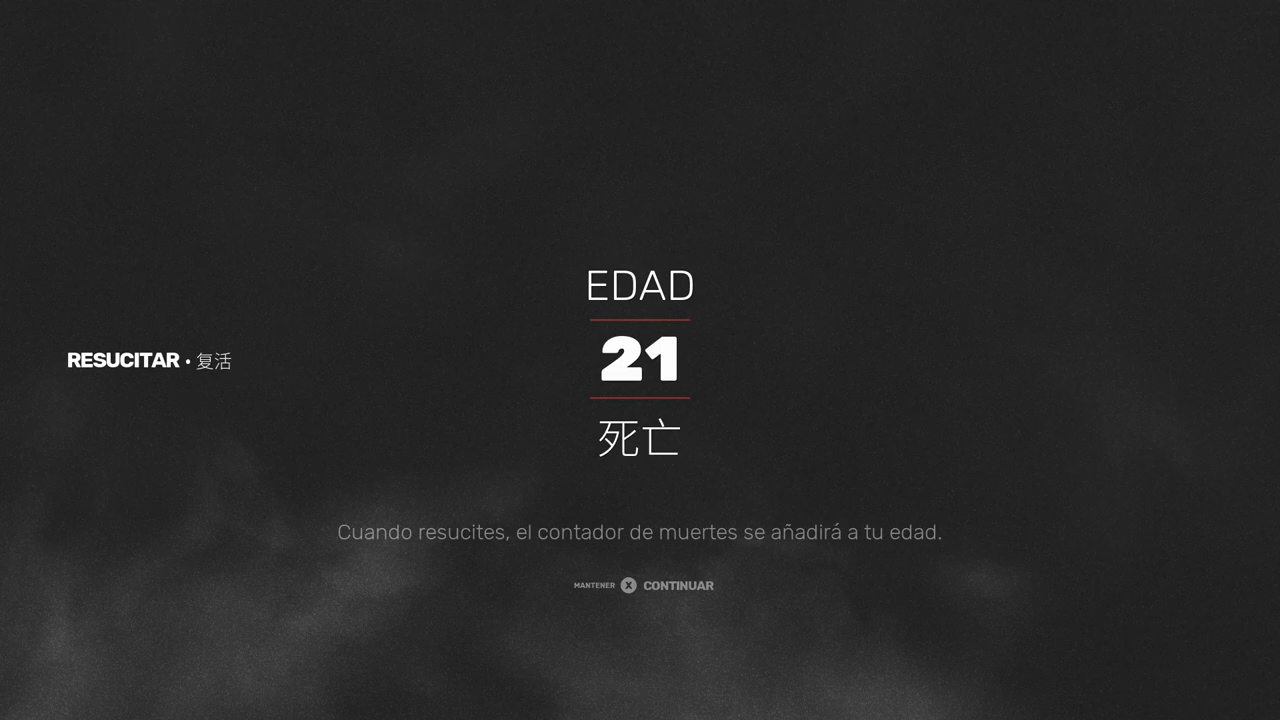 EDAD
21
死亡
RESUCITAR • 复活
Cuando resucites, el contador de muertes se añadirá a tu edad.
MANTENER X CONTINUAR